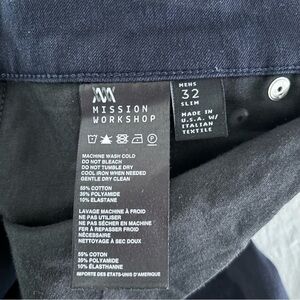 MISSION
WORKSHOP
MACHINE WASH COLD
DO NOT BLEACH
DO NOT TUMBLE DRY
COOL IRON WHEN NEEDED
GENTLE DRY CLEAN
55% COTTON
35% POLYAMIDE
10% ELASTANE
LAVAGE MACHINE À FROID
NE PAS UTILISER
NE PAS SÉCHER EN MACHINE
FER À REPASSER FROID
NÉCESSAIRE
NETTOYAGE À SEC DOUX
55% COTON
35% POLYAMIDE
10% ÉLASTHANNE
IMPORTÉ DES ÉTATS-UNIS D'AMÉRIQUE
MENS
32
SLIM
MADE IN
U.S.A. W/
ITALIAN
TEXTILE